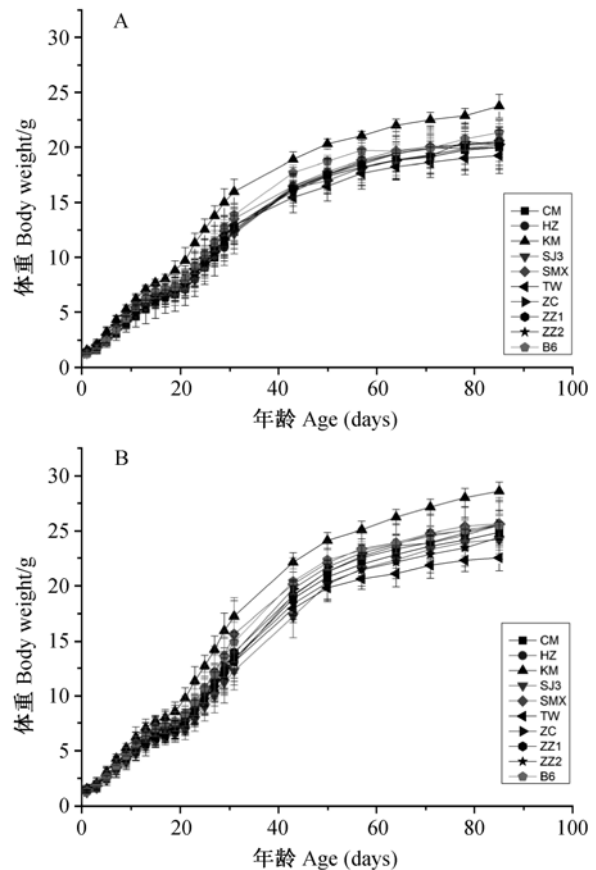 A
30
25
20
15
10
5
0
体重 Body weight/g
CM
HZ
KM
SJ3
SMX
TW
ZC
ZZ1
ZZ2
B6
0 20 40 60 80 100
年龄 Age (days)
B
30
25
20
15
10
5
0
体重 Body weight/g
CM
HZ
KM
SJ3
SMX
TW
ZC
ZZ1
ZZ2
B6
0 20 40 60 80 100
年龄 Age (days)